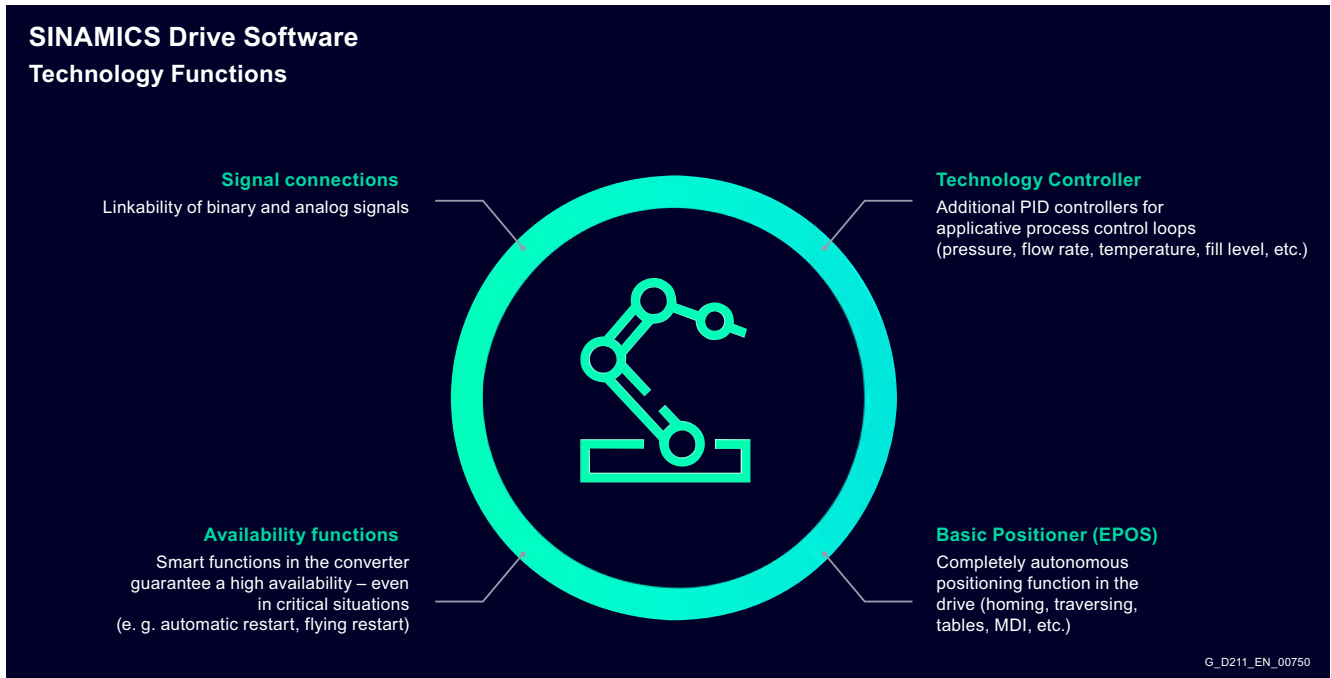 SINAMICS Drive Software
Technology Functions
Signal connections
Linkability of binary and analog signals
Technology Controller
Additional PID controllers for
applicative process control loops
(pressure, flow rate, temperature, fill level, etc.)
Availability functions
Smart functions in the converter
guarantee a high availability – even
in critical situations
(e. g. automatic restart, flying restart)
Basic Positioner (EPOS)
Completely autonomous
positioning function in the
drive (homing, traversing,
tables, MDI, etc.)
G_D211_EN_00750